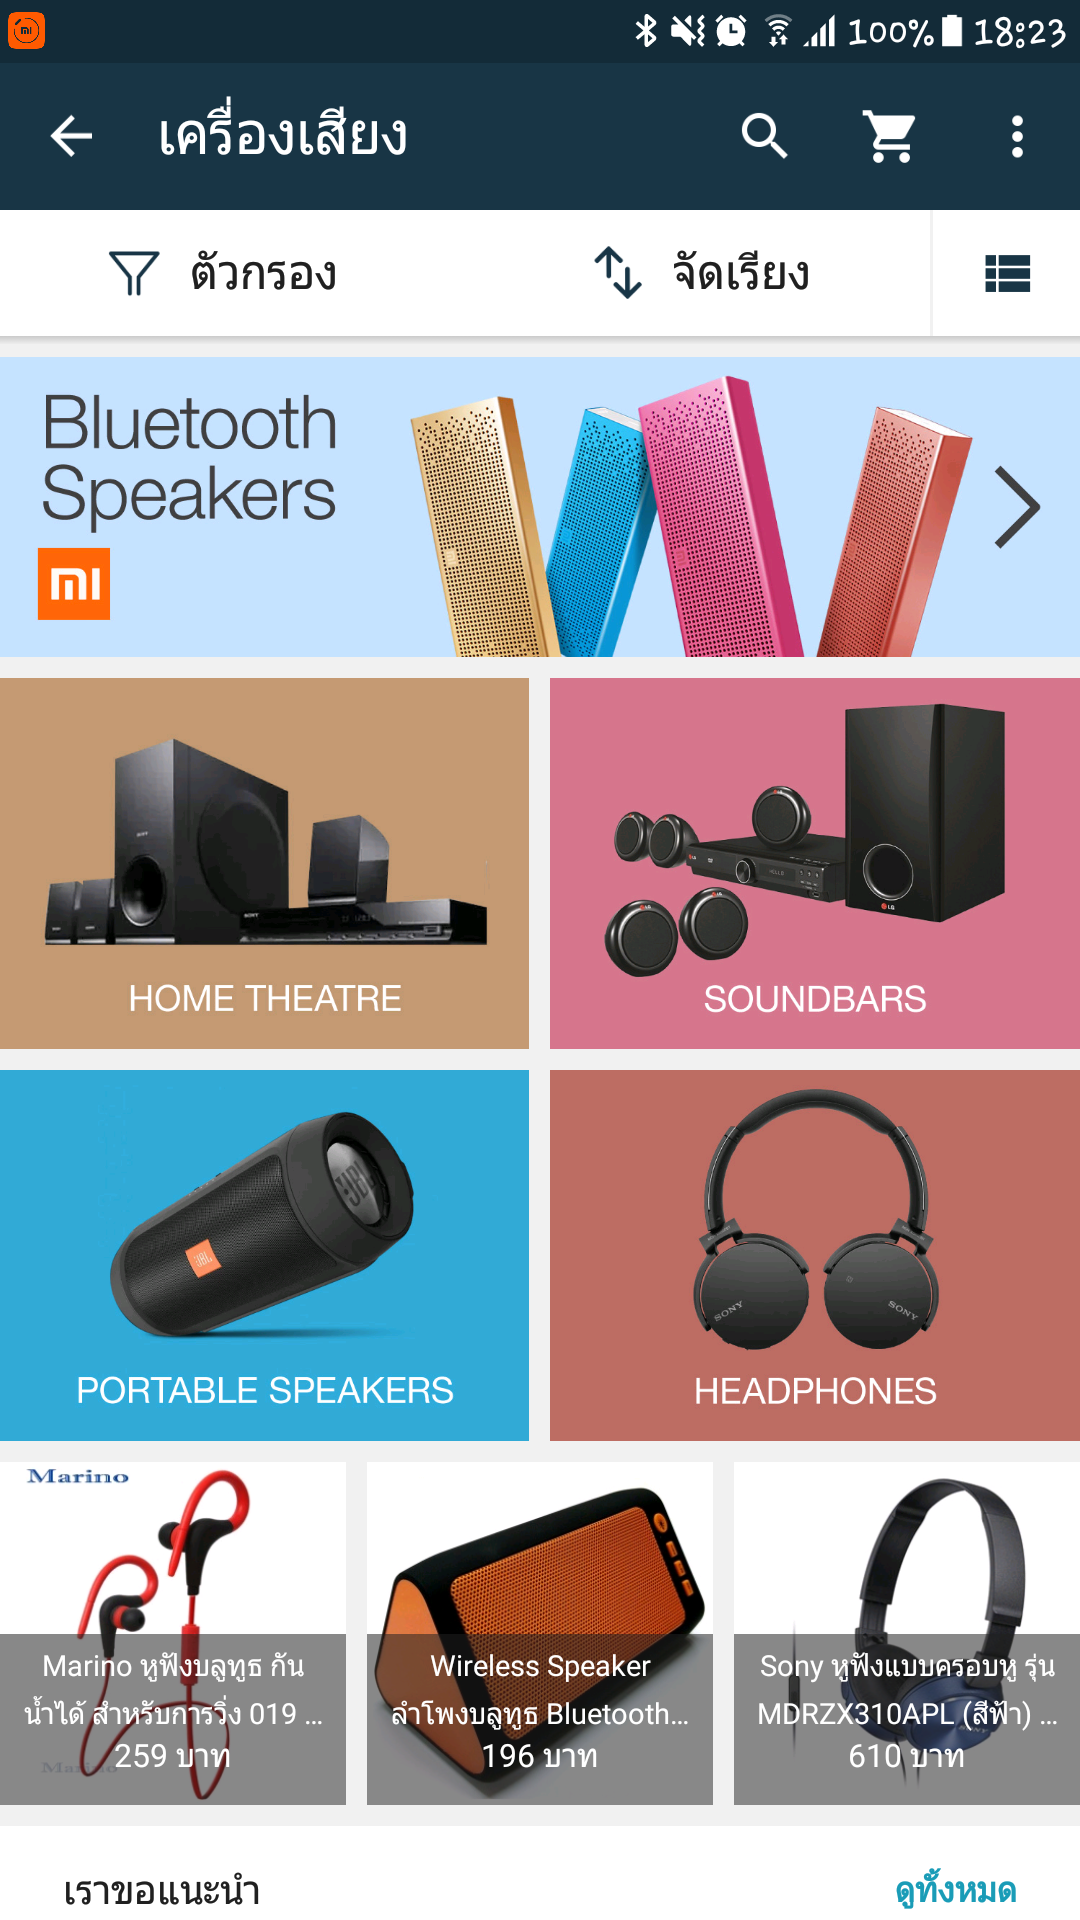 100% 18:23
เครื่องเสียง
ตัวกรอง
จัดเรียง
Bluetooth
Speakers
mi
HOME THEATRE
SOUNDBARS
JBL
JBL
SONY
SONY
PORTABLE SPEAKERS
HEADPHONES
Marino
Marino หูฟังบลูทูธ กัน
น้ำได้ สำหรับการวิ่ง 019 ...
259 บาท
Wireless Speaker
ลำโพงบลูทูธ Bluetooth...
196 บาท
Sony หูฟังแบบครอบหู รุ่น
MDRZX310APL (สีฟ้า) ...
610 บาท
เราขอแนะนำ
ดูทั้งหมด